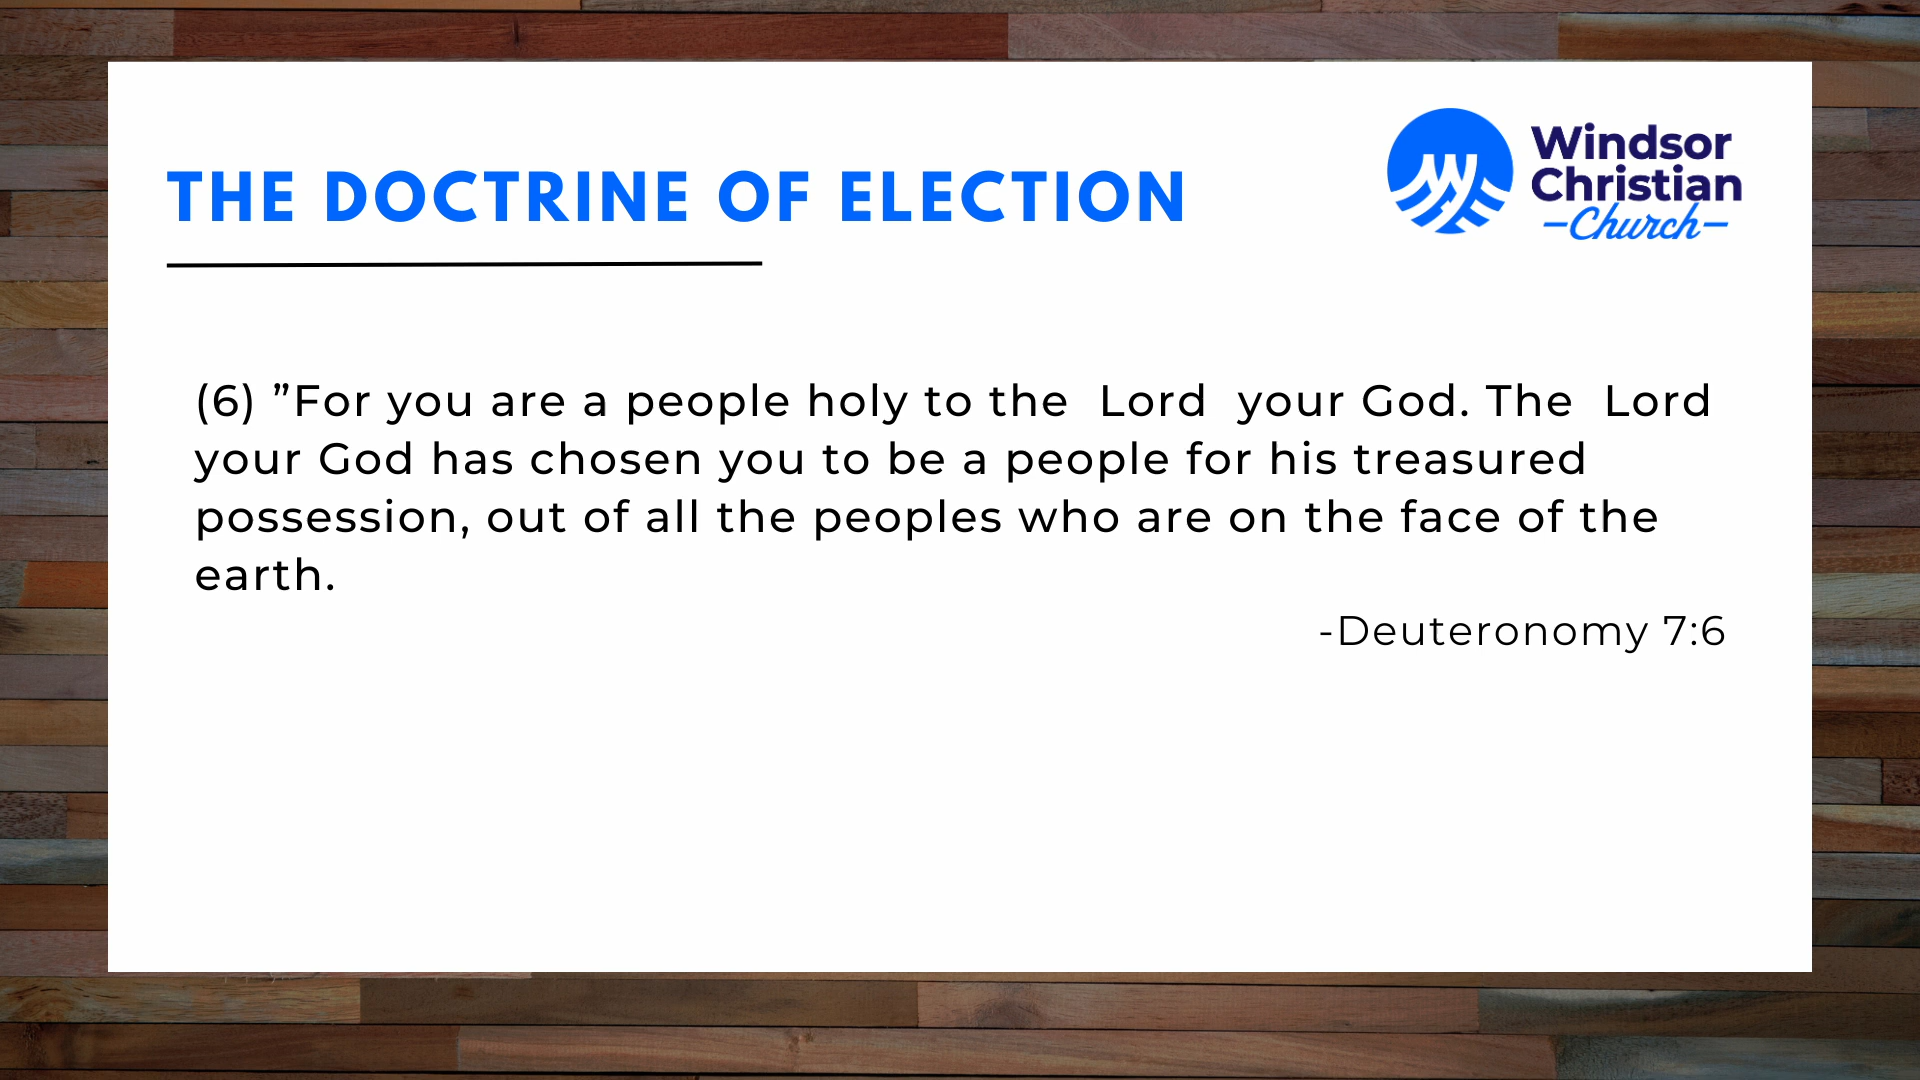 THE DOCTRINE OF ELECTION
Windsor
Christian
-Church-
(6) ”For you are a people holy to the  Lord  your God. The  Lord
your God has chosen you to be a people for his treasured
possession, out of all the peoples who are on the face of the
earth.
-Deuteronomy 7:6